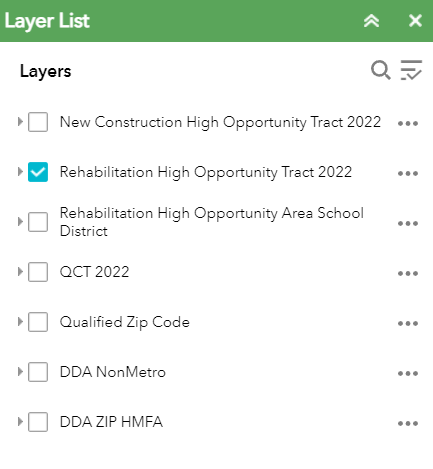 Layer List
Layers
New Construction High Opportunity Tract 2022
Rehabilitation High Opportunity Tract 2022
Rehabilitation High Opportunity Area School
District
QCT 2022
Qualified Zip Code
DDA NonMetro
DDA ZIP HMFA